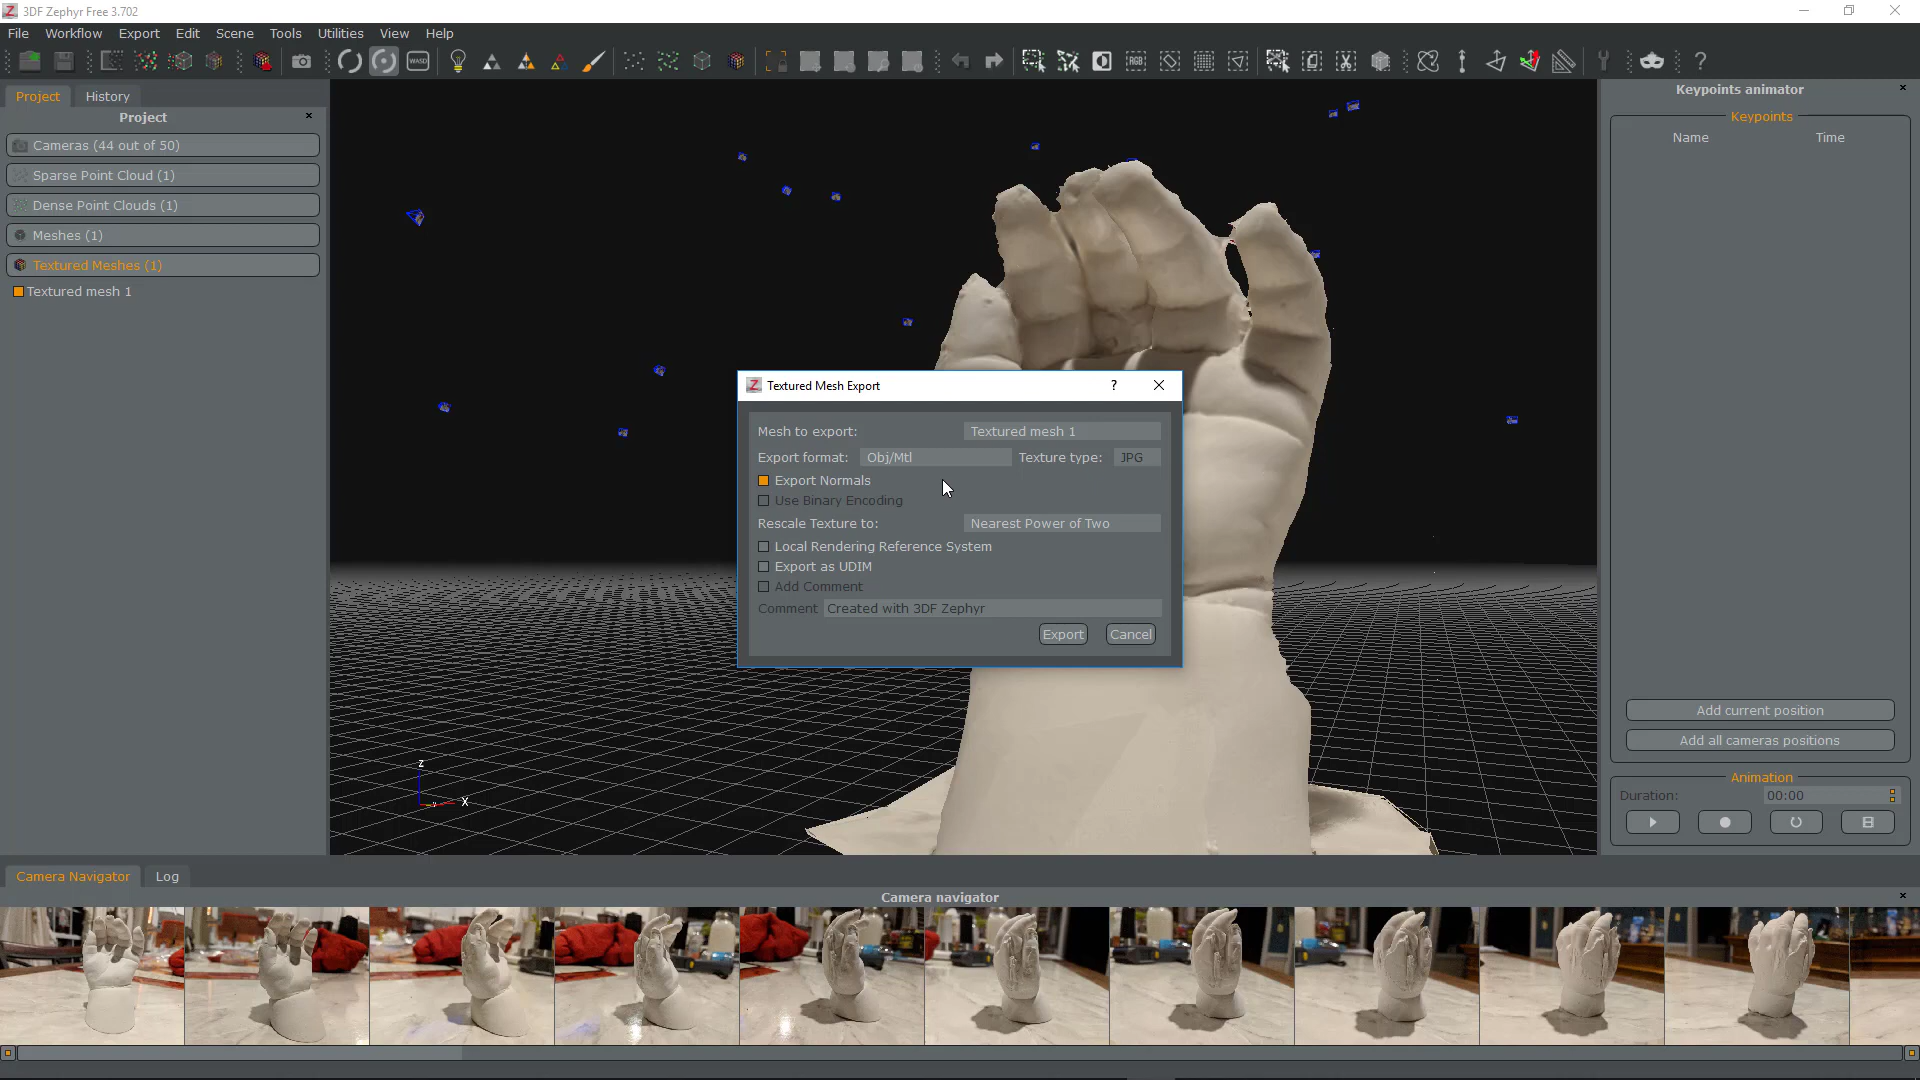 3DF Zephyr Free 3.702
File Workflow Export Edit Scene Tools Utilities View Help
WASD
RGB
Project History
Project
Cameras (44 out of 50)
Sparse Point Cloud (1)
Dense Point Clouds (1)
Meshes (1)
Textured Meshes (1)
Textured mesh 1
Z
X
Textured Mesh Export ?
Mesh to export: Textured mesh 1
Export format: Obj/Mtl Texture type: JPG
Export Normals
Use Binary Encoding
Rescale Texture to: Nearest Power of Two
Local Rendering Reference System
Export as UDIM
Add Comment
Comment Created with 3DF Zephyr
Export Cancel
Keypoints animator
Keypoints
Name Time
Add current position
Add all cameras positions
Animation
Duration: 00:00
Camera Navigator Log
Camera navigator